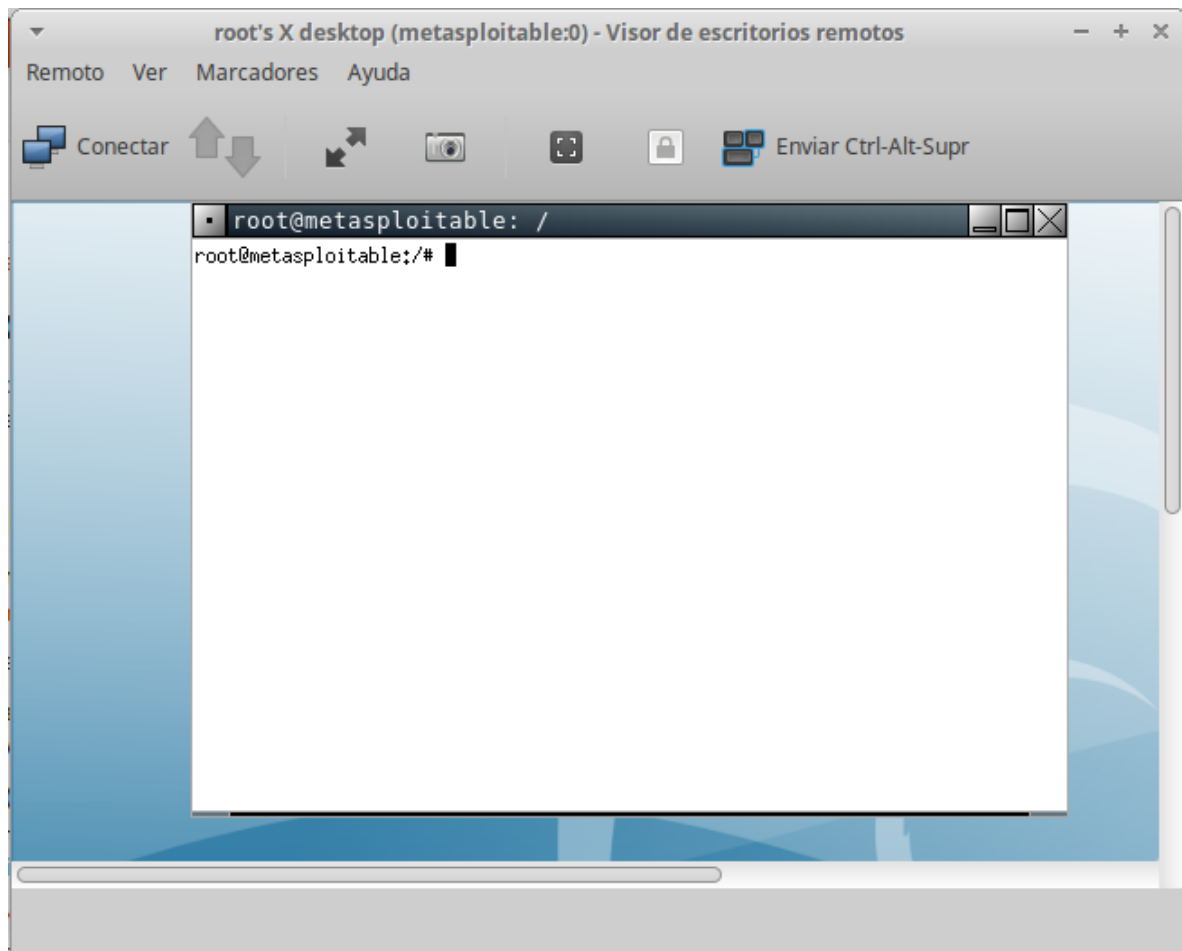 root's X desktop (metasploitable:0) - Visor de escritorios remotos
Remoto Ver Marcadores Ayuda
Conectar Enviar Ctrl-Alt-Supr
root@metasploitable: /
root@metasploitable:/#